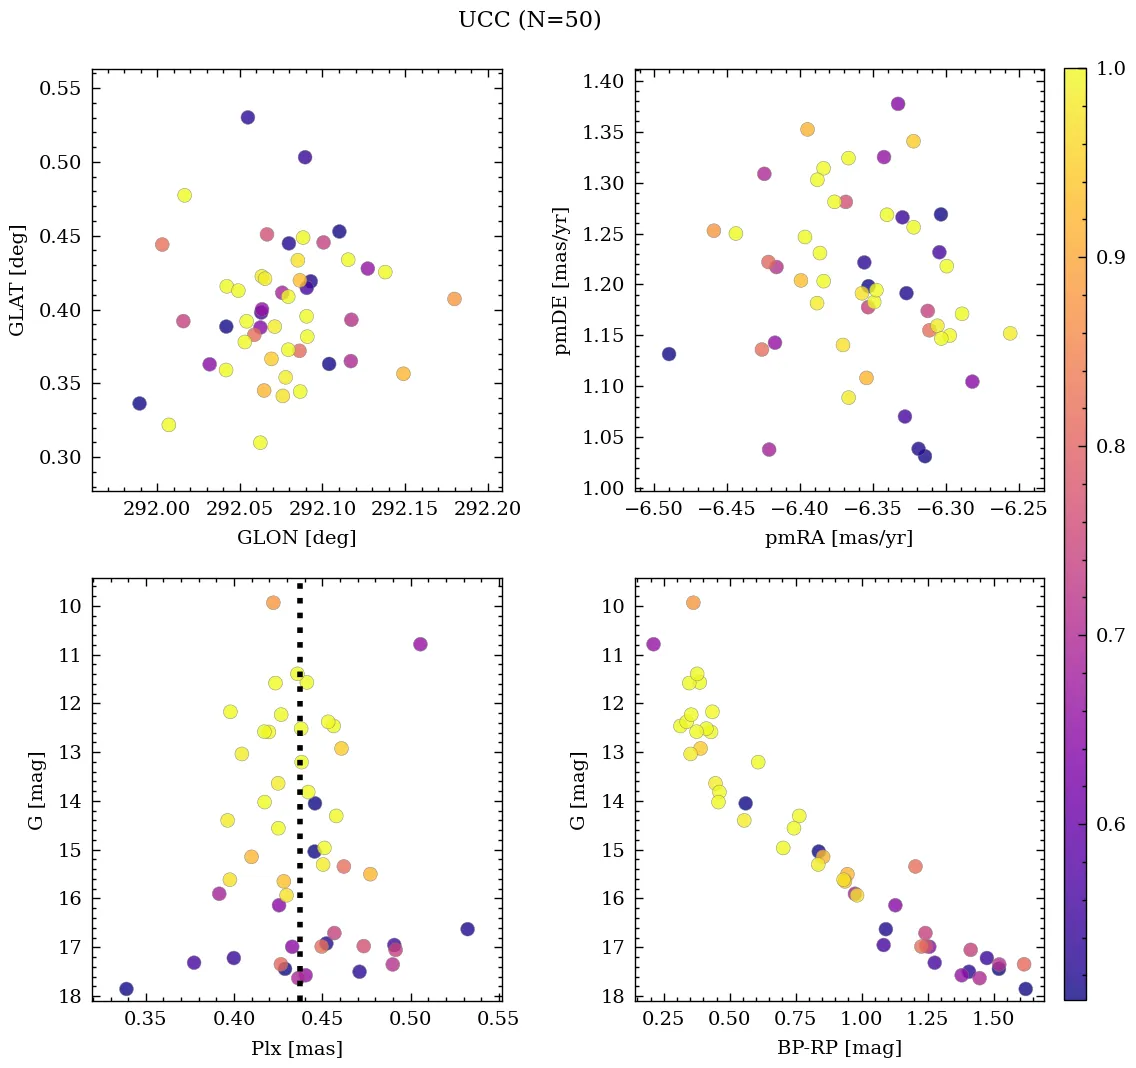 UCC (N=50)
0.55
0.50
0.45
0.40
0.35
0.30
GLAT [deg]
292.00 292.05 292.10 292.15 292.20
GLON [deg]
1.40
1.35
1.30
1.25
1.20
1.15
1.10
1.05
1.00
pmDE [mas/yr]
−6.50 −6.45 −6.40 −6.35 −6.30 −6.25
pmRA [mas/yr]
1.0
0.9
0.8
0.7
0.6
10
11
12
13
14
15
16
17
18
G [mag]
0.35 0.40 0.45 0.50 0.55
Plx [mas]
10
11
12
13
14
15
16
17
18
G [mag]
0.25 0.50 0.75 1.00 1.25 1.50
BP-RP [mag]